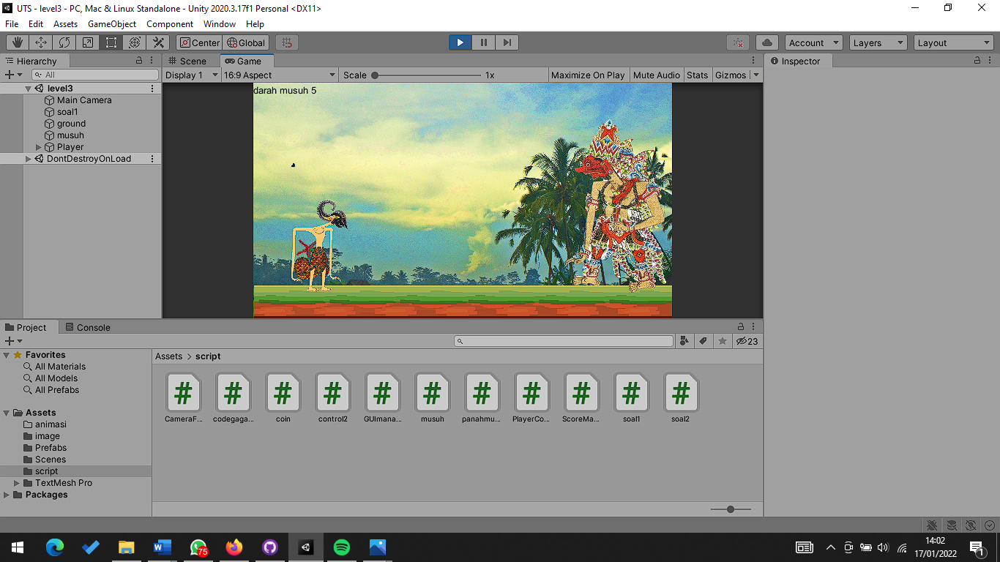 UTS - level3 - PC, Mac & Linux Standalone - Unity 2020.3.17f1 Personal <DX11>
File Edit Assets GameObject Component Window Help
Center Global Account Layers Layout
Hierarchy Scene Game Inspector
All Display 1 16:9 Aspect Scale 1x Maximize On Play Mute Audio Stats Gizmos
level3
Main Camera
soal1
ground
musuh
Player
DontDestroyOnLoad
darah musuh 5
Project Console
23
Favorites
All Materials
All Models
All Prefabs
Assets
animasi
image
Prefabs
Scenes
script
TextMesh Pro
Packages
Assets > script
CameraF... codegaga... coin control2 GUImana... musuh panahmu... PlayerCo... ScoreMa... soal1 soal2
75
14:02
17/01/2022
1